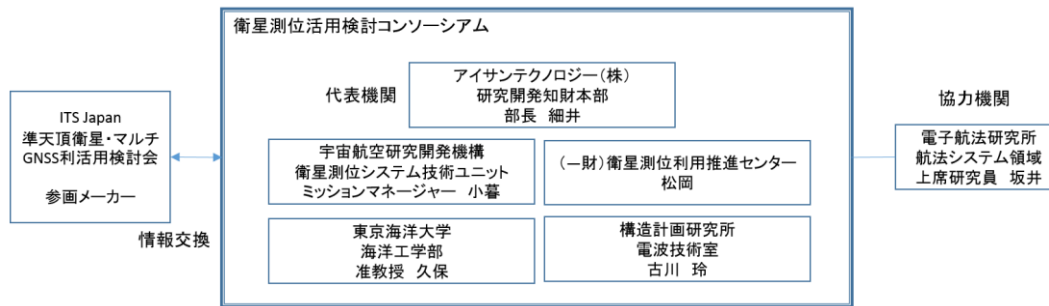 衛星測位活用検討コンソーシアム
代表機関
アイサンテクノロジー(株)
研究開発知財本部
部長 細井
宇宙航空研究開発機構
衛星測位システム技術ユニット
ミッションマネージャー 小暮
(一財)衛星測位利用推進センター
松岡
東京海洋大学
海洋工学部
准教授 久保
構造計画研究所
電波技術室
古川 玲
ITS Japan
準天頂衛星・マルチ
GNSS利活用検討会
参画メーカー
情報交換
協力機関
電子航法研究所
航法システム領域
上席研究員 坂井